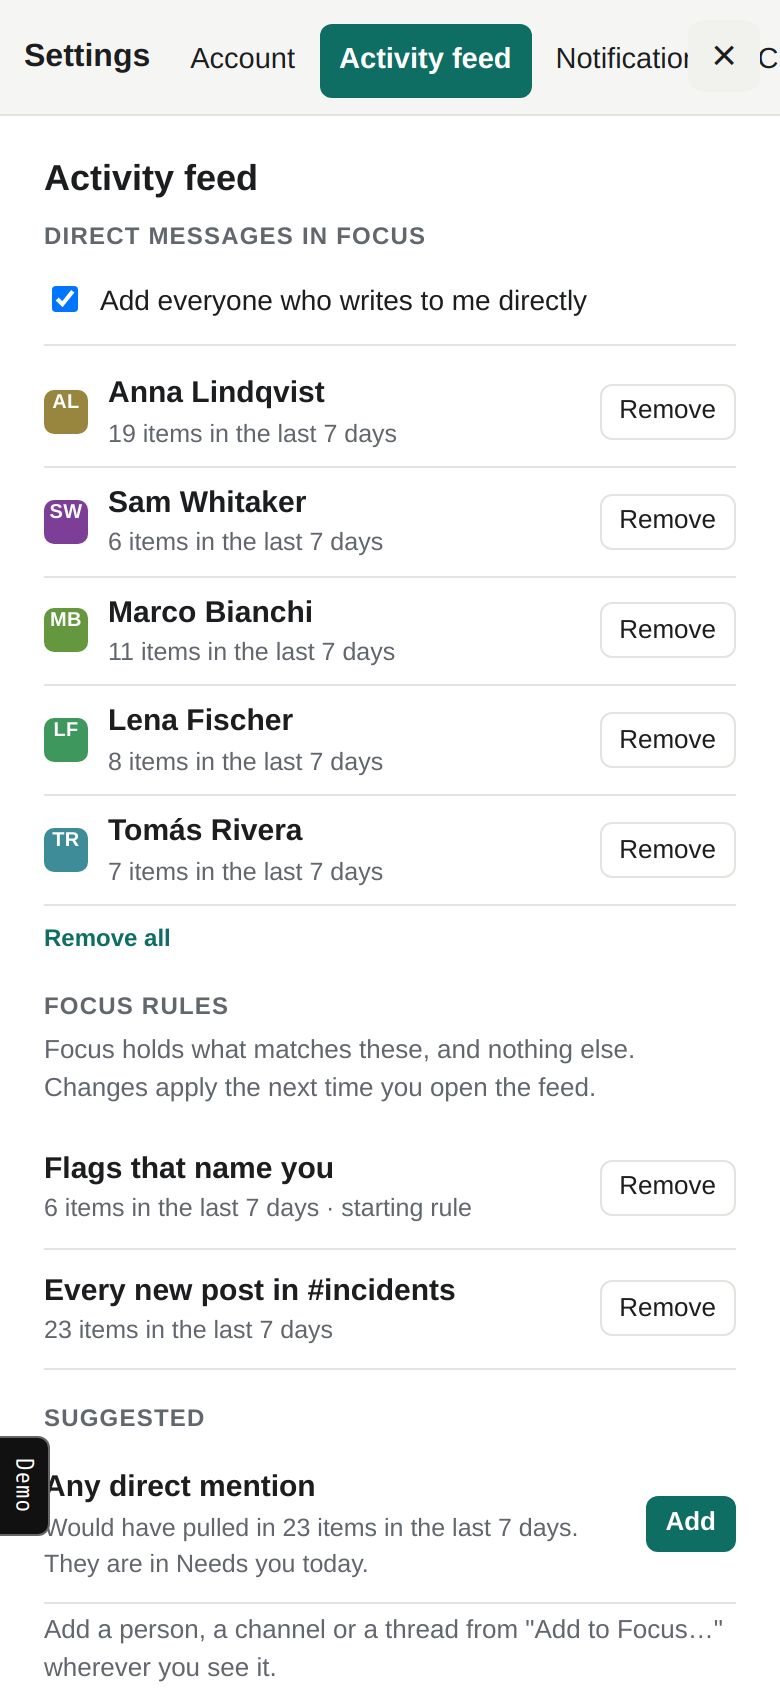 Settings
Account
Activity feed
Activity feed
DIRECT MESSAGES IN FOCUS
Add everyone who writes to me directly
AL
Anna Lindqvist
19 items in the last 7 days
Remove
SW
Sam Whitaker
6 items in the last 7 days
Remove
MB
Marco Bianchi
11 items in the last 7 days
Remove
LF
Lena Fischer
8 items in the last 7 days
Remove
TR
Tomás Rivera
7 items in the last 7 days
Remove
Remove all
FOCUS RULES
Focus holds what matches these, and nothing else.
Changes apply the next time you open the feed.
Flags that name you
6 items in the last 7 days · starting rule
Remove
Every new post in #incidents
23 items in the last 7 days
Remove
SUGGESTED
Demo
Any direct mention
Would have pulled in 23 items in the last 7 days.
They are in Needs you today.
Add
Add a person, a channel or a thread from "Add to Focus…"
wherever you see it.